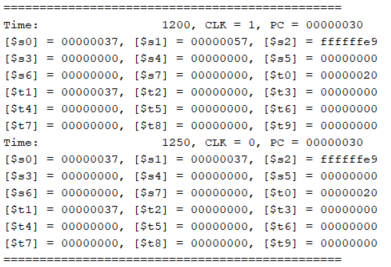 ===============================================
Time:                 1200, CLK = 1, PC = 00000030
[$s0] = 00000037, [$s1] = 00000057, [$s2] = ffffffe9
[$s3] = 00000000, [$s4] = 00000000, [$s5] = 00000000
[$s6] = 00000000, [$s7] = 00000000, [$t0] = 00000020
[$t1] = 00000037, [$t2] = 00000000, [$t3] = 00000000
[$t4] = 00000000, [$t5] = 00000000, [$t6] = 00000000
[$t7] = 00000000, [$t8] = 00000000, [$t9] = 00000000
Time:                 1250, CLK = 0, PC = 00000030
[$s0] = 00000037, [$s1] = 00000037, [$s2] = ffffffe9
[$s3] = 00000000, [$s4] = 00000000, [$s5] = 00000000
[$s6] = 00000000, [$s7] = 00000000, [$t0] = 00000020
[$t1] = 00000037, [$t2] = 00000000, [$t3] = 00000000
[$t4] = 00000000, [$t5] = 00000000, [$t6] = 00000000
[$t7] = 00000000, [$t8] = 00000000, [$t9] = 00000000
===============================================